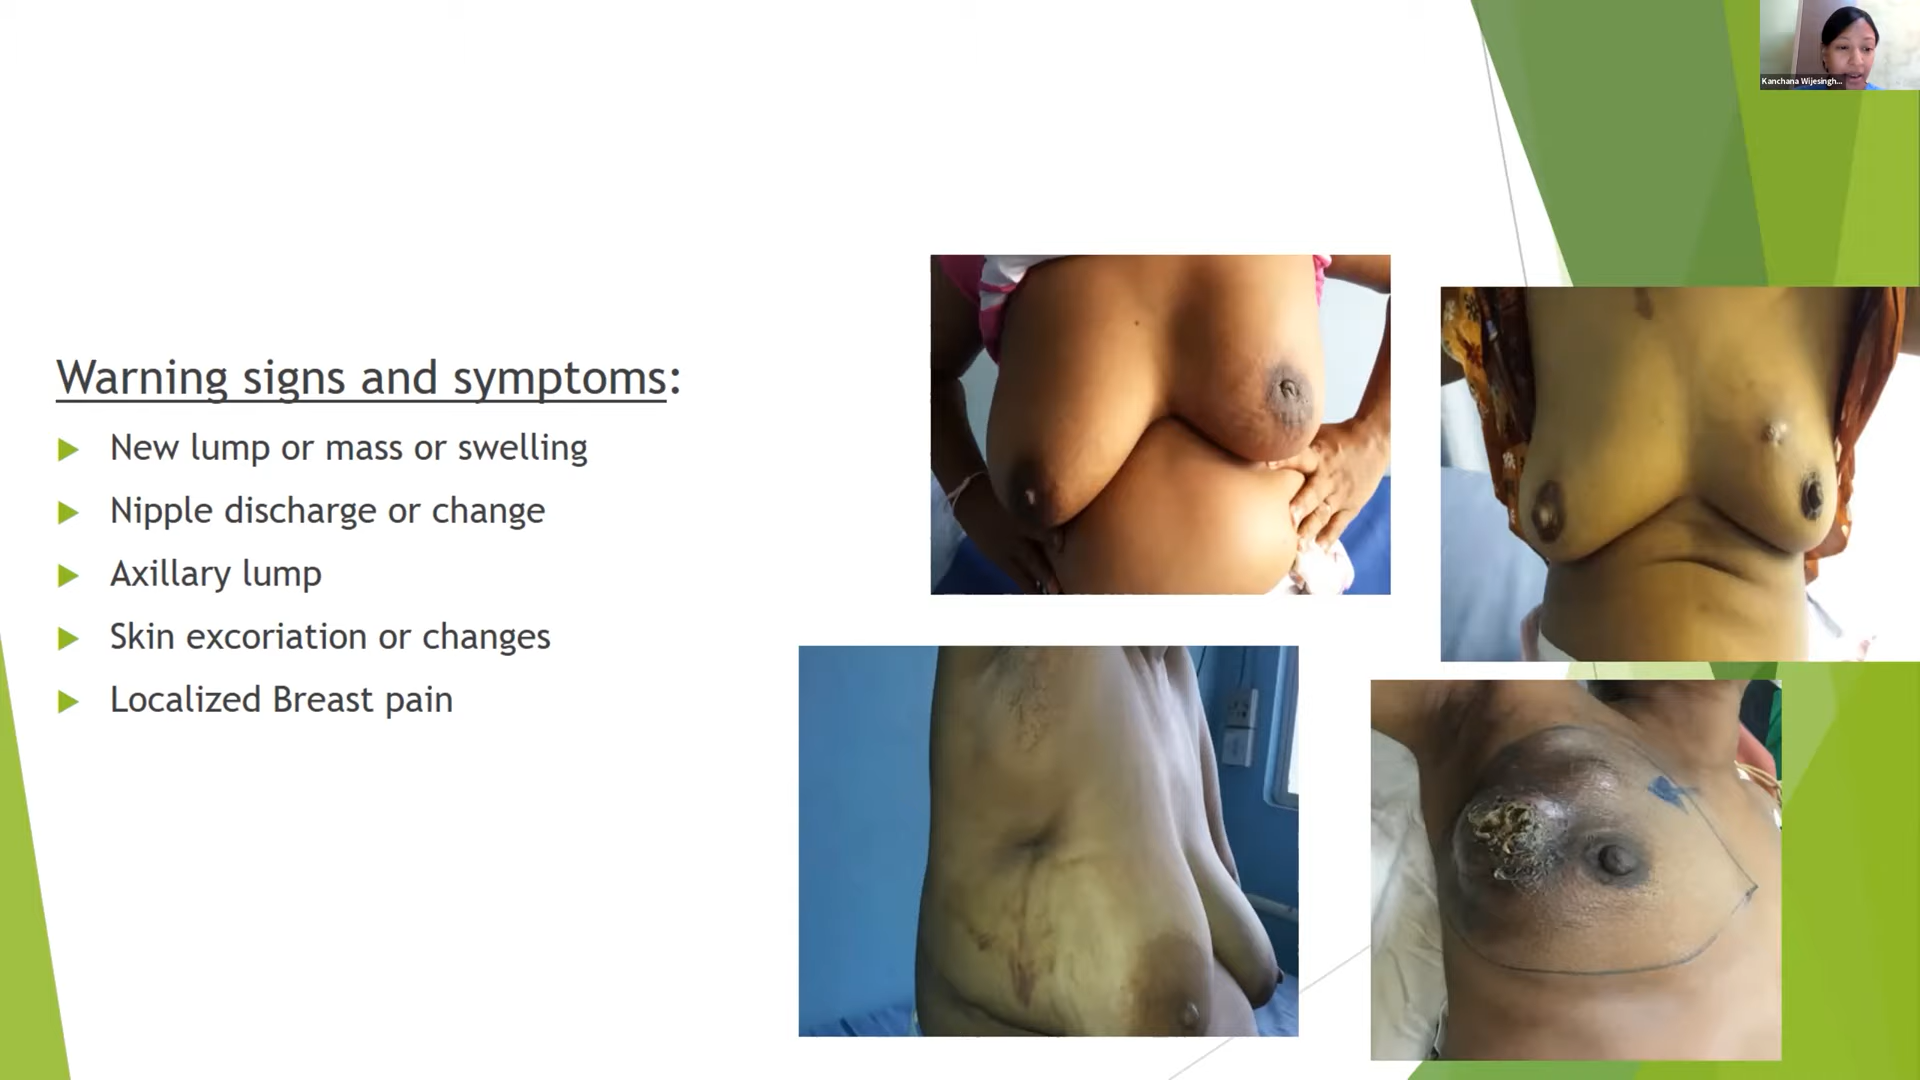 Kanchana Wijesingh...
Warning signs and symptoms:
New lump or mass or swelling
Nipple discharge or change
Axillary lump
Skin excoriation or changes
Localized Breast pain